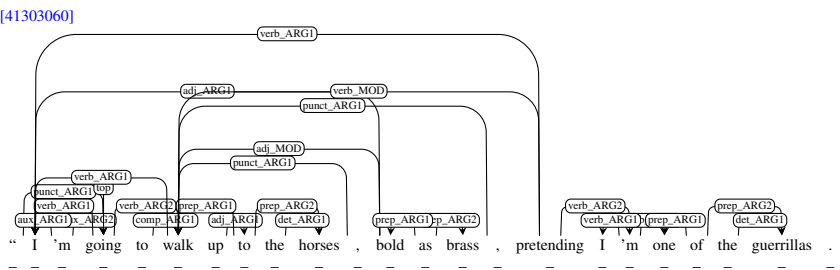 [41303060]
verb_ARG1
adj_ARG1 verb_MOD
punct_ARG1
adj_MOD
punct_ARG1
verb_ARG1
punct_ARG1 top
verb_ARG1 verb_ARG2 prep_ARG1 prep_ARG2 verb_ARG2 prep_ARG2
aux_ARG1 x_ARG2 comp_ARG1 adj_ARG1 det_ARG1 prep_ARG1 ep_ARG2 verb_ARG1 prep_ARG1 det_ARG1
“ I 'm going to walk up to the horses , bold as brass , pretending I 'm one of the guerrillas .
_ _ _ _ _ _ _ _ _ _ _ _ _ _ _ _ _ _ _ _ _ _ _